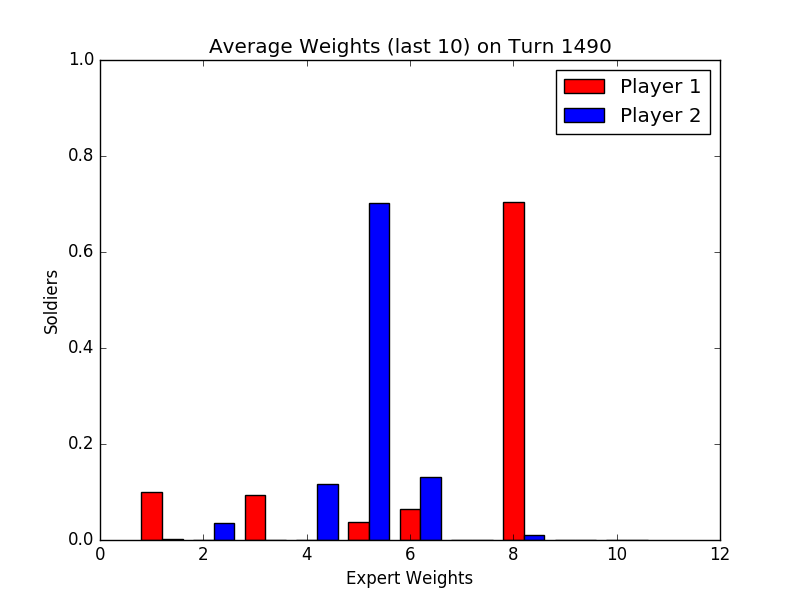 Average Weights (last 10) on Turn 1490
1.0
0.8
0.6
0.4
0.2
0.0
Soldiers
Player 1
Player 2
0 2 4 6 8 10 12
Expert Weights